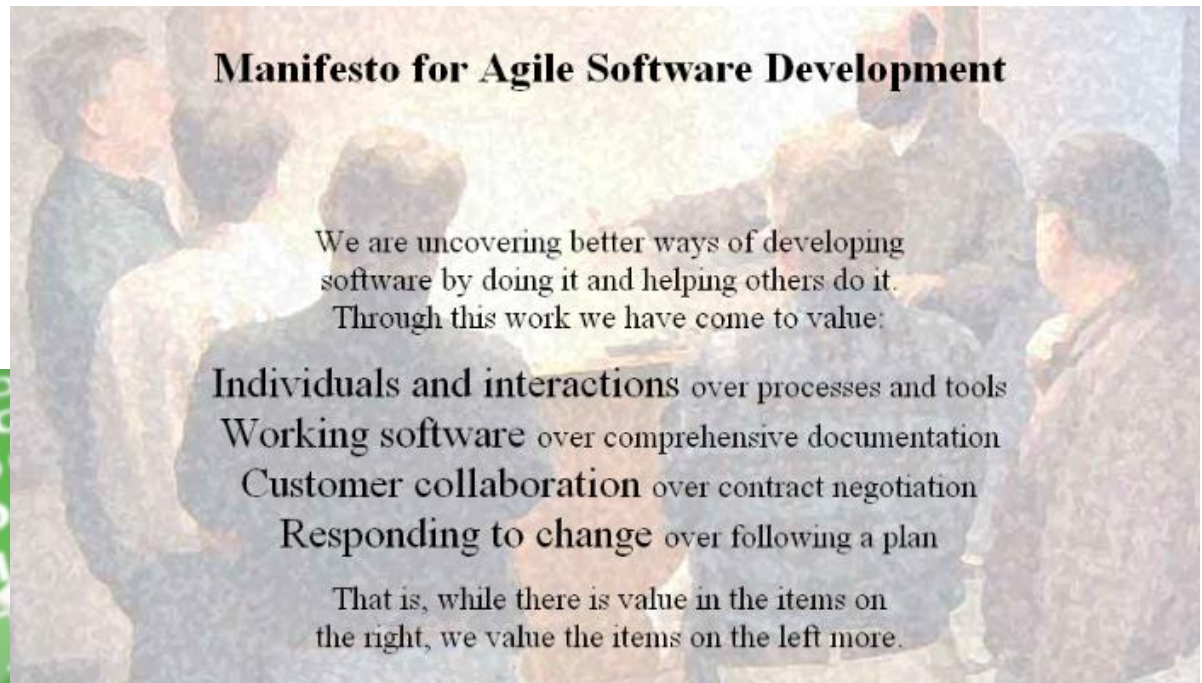 Manifesto for Agile Software Development
We are uncovering better ways of developing
software by doing it and helping others do it.
Through this work we have come to value:
Individuals and interactions over processes and tools
Working software over comprehensive documentation
Customer collaboration over contract negotiation
Responding to change over following a plan
That is, while there is value in the items on
the right, we value the items on the left more.